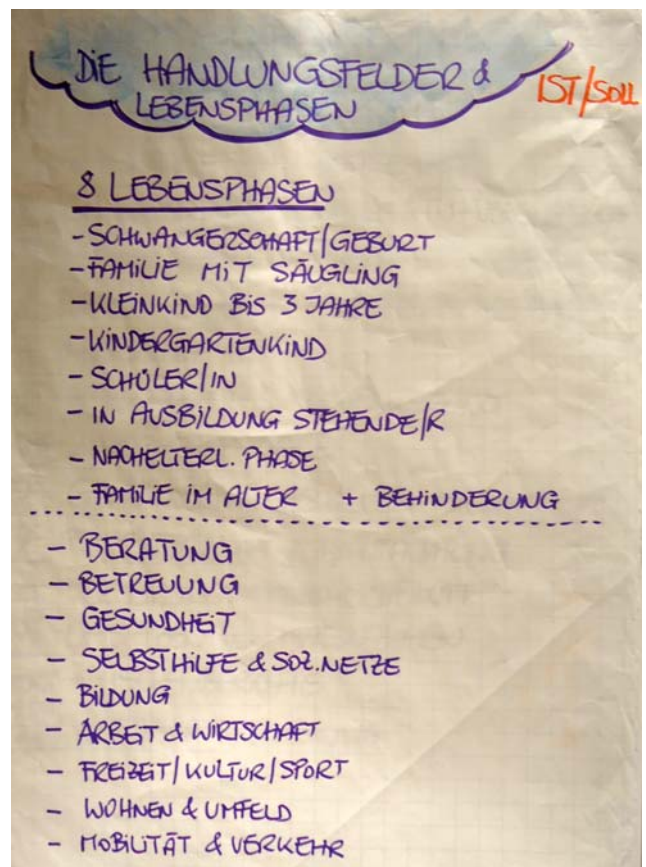 DIE HANDLUNGSFELDER &
LEBENSPHASEN
IST/SOLL
8 LEBENSPHASEN
- SCHWANGERSCHAFT/GEBURT
- FAMILIE MIT SÄUGLING
- KLEINKIND BIS 3 JAHRE
- KINDERGARTENKIND
- SCHÜLER/IN
- IN AUSBILDUNG STEHENDE/R
- NACHELTERL. PHASE
- FAMILIE IM ALTER + BEHINDERUNG
- BERATUNG
- BETREUUNG
- GESUNDHEIT
- SELBSTHILFE & SOZ. NETZE
- BILDUNG
- ARBEIT & WIRTSCHAFT
- FREIZEIT/KULTUR/SPORT
- WOHNEN & UMFELD
- MOBILITÄT & VERKEHR